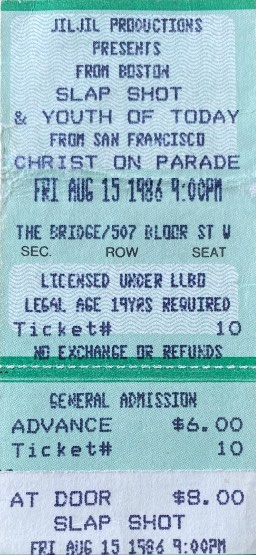 JILJIL PRODUCTIONS
PRESENTS
FROM BOSTON
SLAP SHOT
& YOUTH OF TODAY
FROM SAN FRANCISCO
CHRIST ON PARADE
FRI AUG 15 1986 9:00PM
THE BRIDGE/507 BLOOR ST W
SEC. ROW SEAT
LICENSED UNDER LLBO
LEGAL AGE 19YRS REQUIRED
Ticket# 10
NO EXCHANGE OR REFUNDS
GENERAL ADMISSION
ADVANCE $6.00
Ticket# 10
AT DOOR $8.00
SLAP SHOT
FRI AUG 15 1986 9:00PM